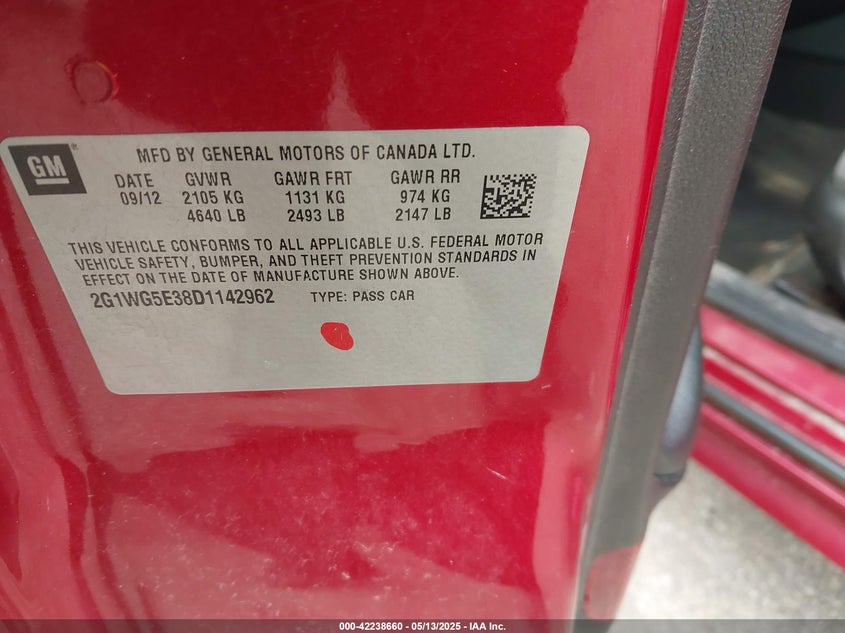 GM
MFD BY GENERAL MOTORS OF CANADA LTD.
DATE GVWR GAWR FRT GAWR RR
09/12 2105 KG 1131 KG 974 KG
4640 LB 2493 LB 2147 LB
THIS VEHICLE CONFORMS TO ALL APPLICABLE U.S. FEDERAL MOTOR
VEHICLE SAFETY, BUMPER, AND THEFT PREVENTION STANDARDS IN
EFFECT ON THE DATE OF MANUFACTURE SHOWN ABOVE.
2G1WG5E38D1142962 TYPE: PASS CAR
000-42238660 - 05/13/2025 - IAA Inc.